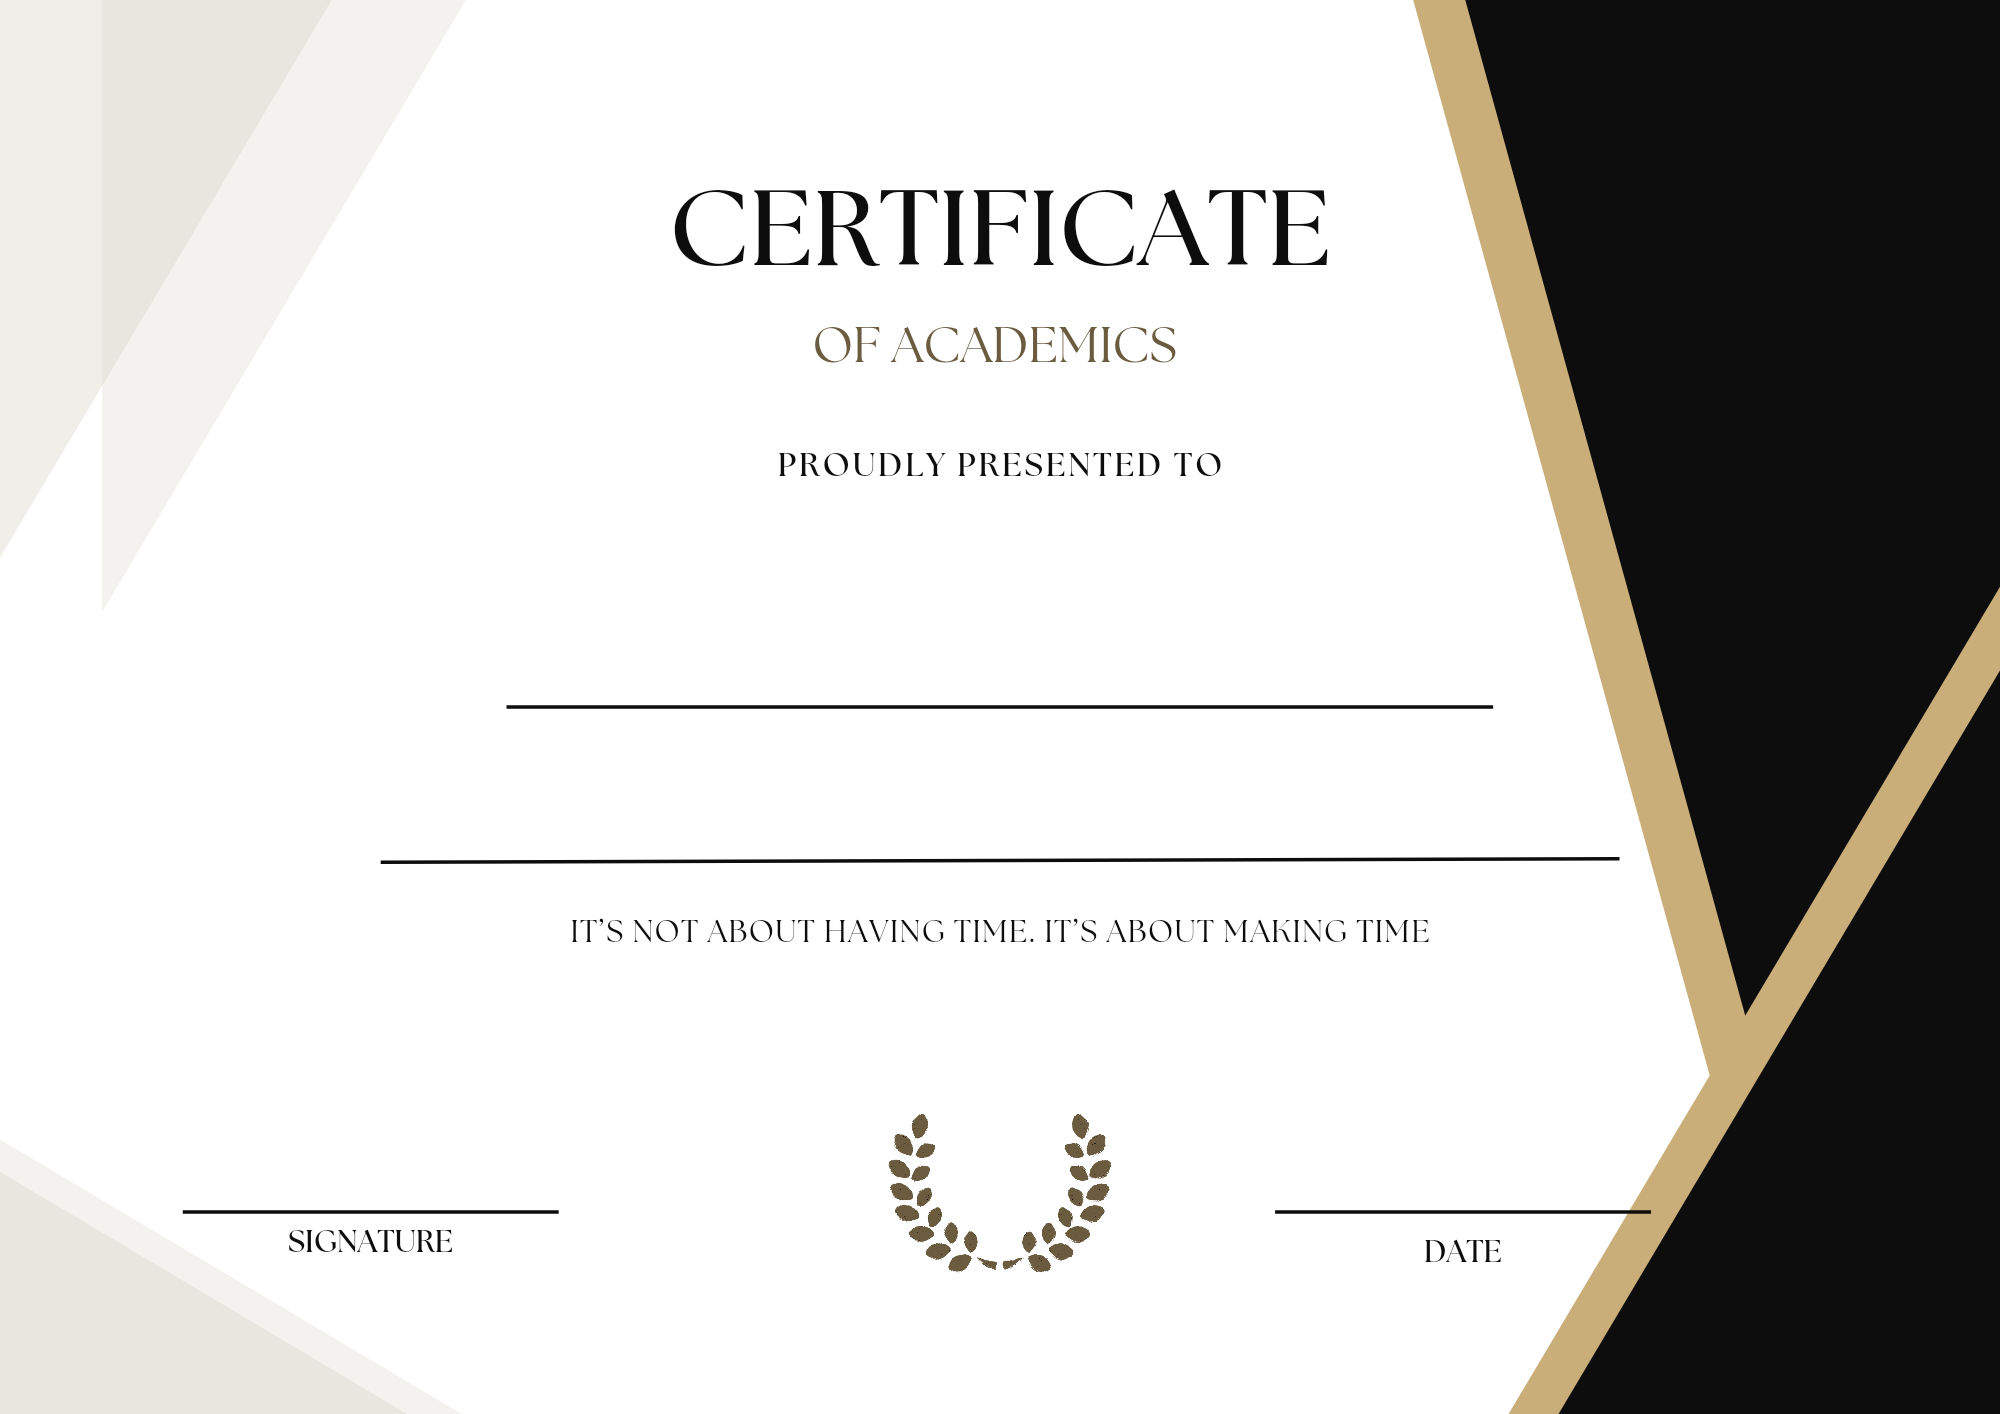 CERTIFICATE
OF ACADEMICS
PROUDLY PRESENTED TO
IT’S NOT ABOUT HAVING TIME. IT’S ABOUT MAKING TIME
SIGNATURE
DATE